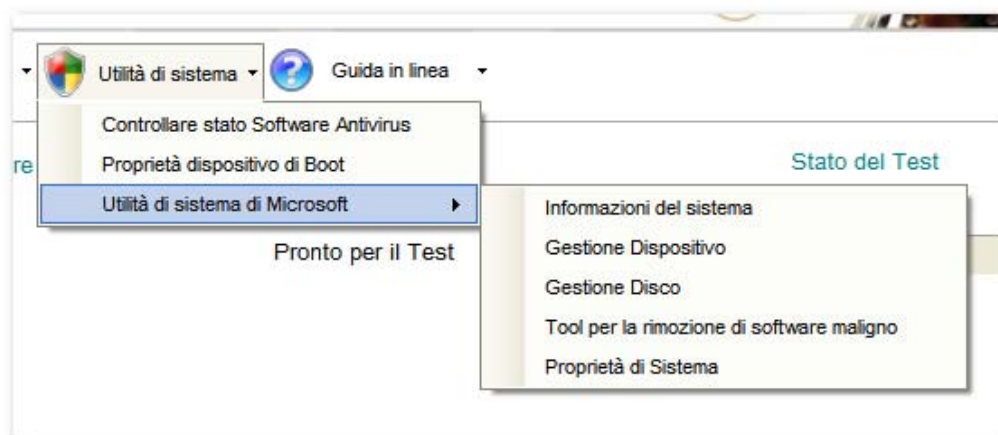 Utilità di sistema
Guida in linea
Controllare stato Software Antivirus
Proprietà dispositivo di Boot
Utilità di sistema di Microsoft
re
Stato del Test
Informazioni del sistema
Gestione Dispositivo
Gestione Disco
Tool per la rimozione di software maligno
Proprietà di Sistema
Pronto per il Test